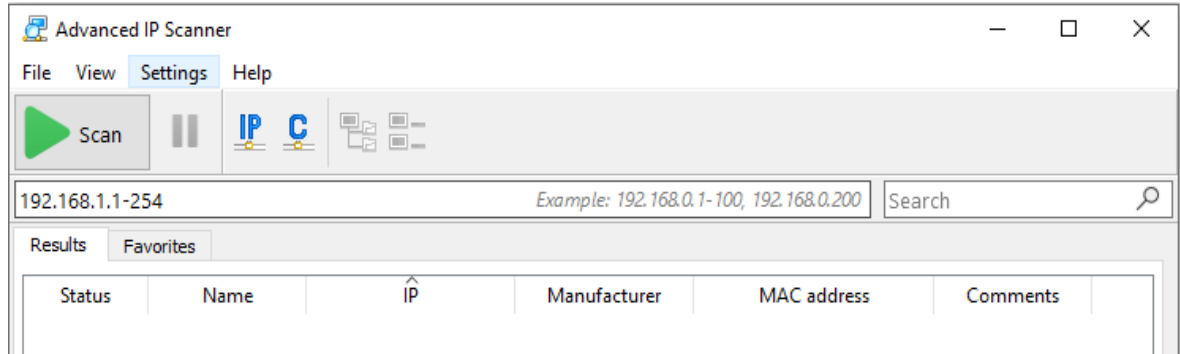 Advanced IP Scanner
File View Settings Help
Scan IP C
192.168.1.1-254 Example: 192.168.0.1-100, 192.168.0.200 Search
Results Favorites
Status Name IP Manufacturer MAC address Comments